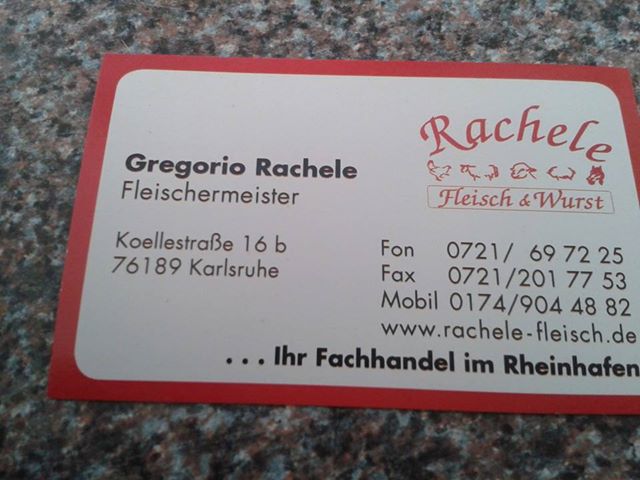 Rachele
Fleisch & Wurst
Gregorio Rachele
Fleischermeister
Koellestraße 16 b
76189 Karlsruhe
Fon 0721/ 69 72 25
Fax 0721/201 77 53
Mobil 0174/904 48 82
www.rachele-fleisch.de
... Ihr Fachhandel im Rheinhafen